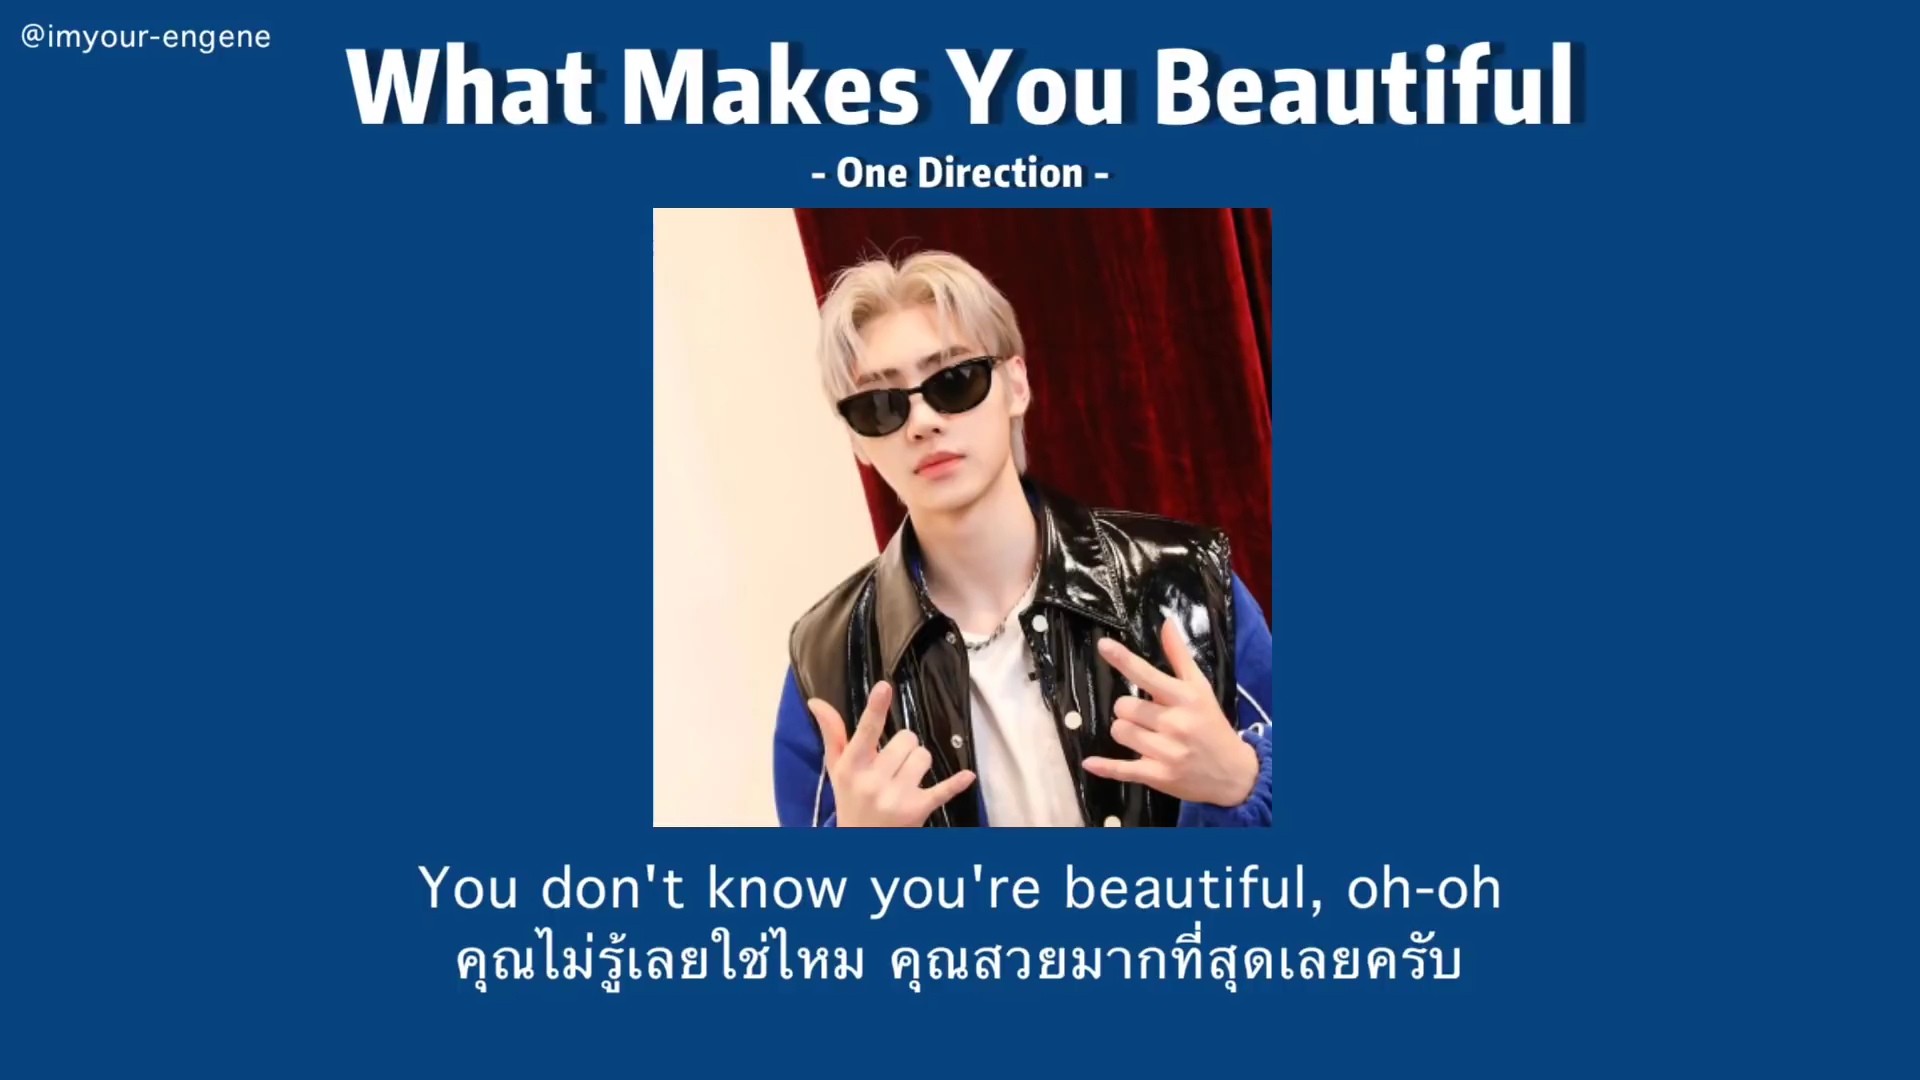 @imyour-engene
What Makes You Beautiful
- One Direction -
You don't know you're beautiful, oh-oh
คุณไม่รู้เลยใช่ไหม คุณสวยมากที่สุดเลยครับ